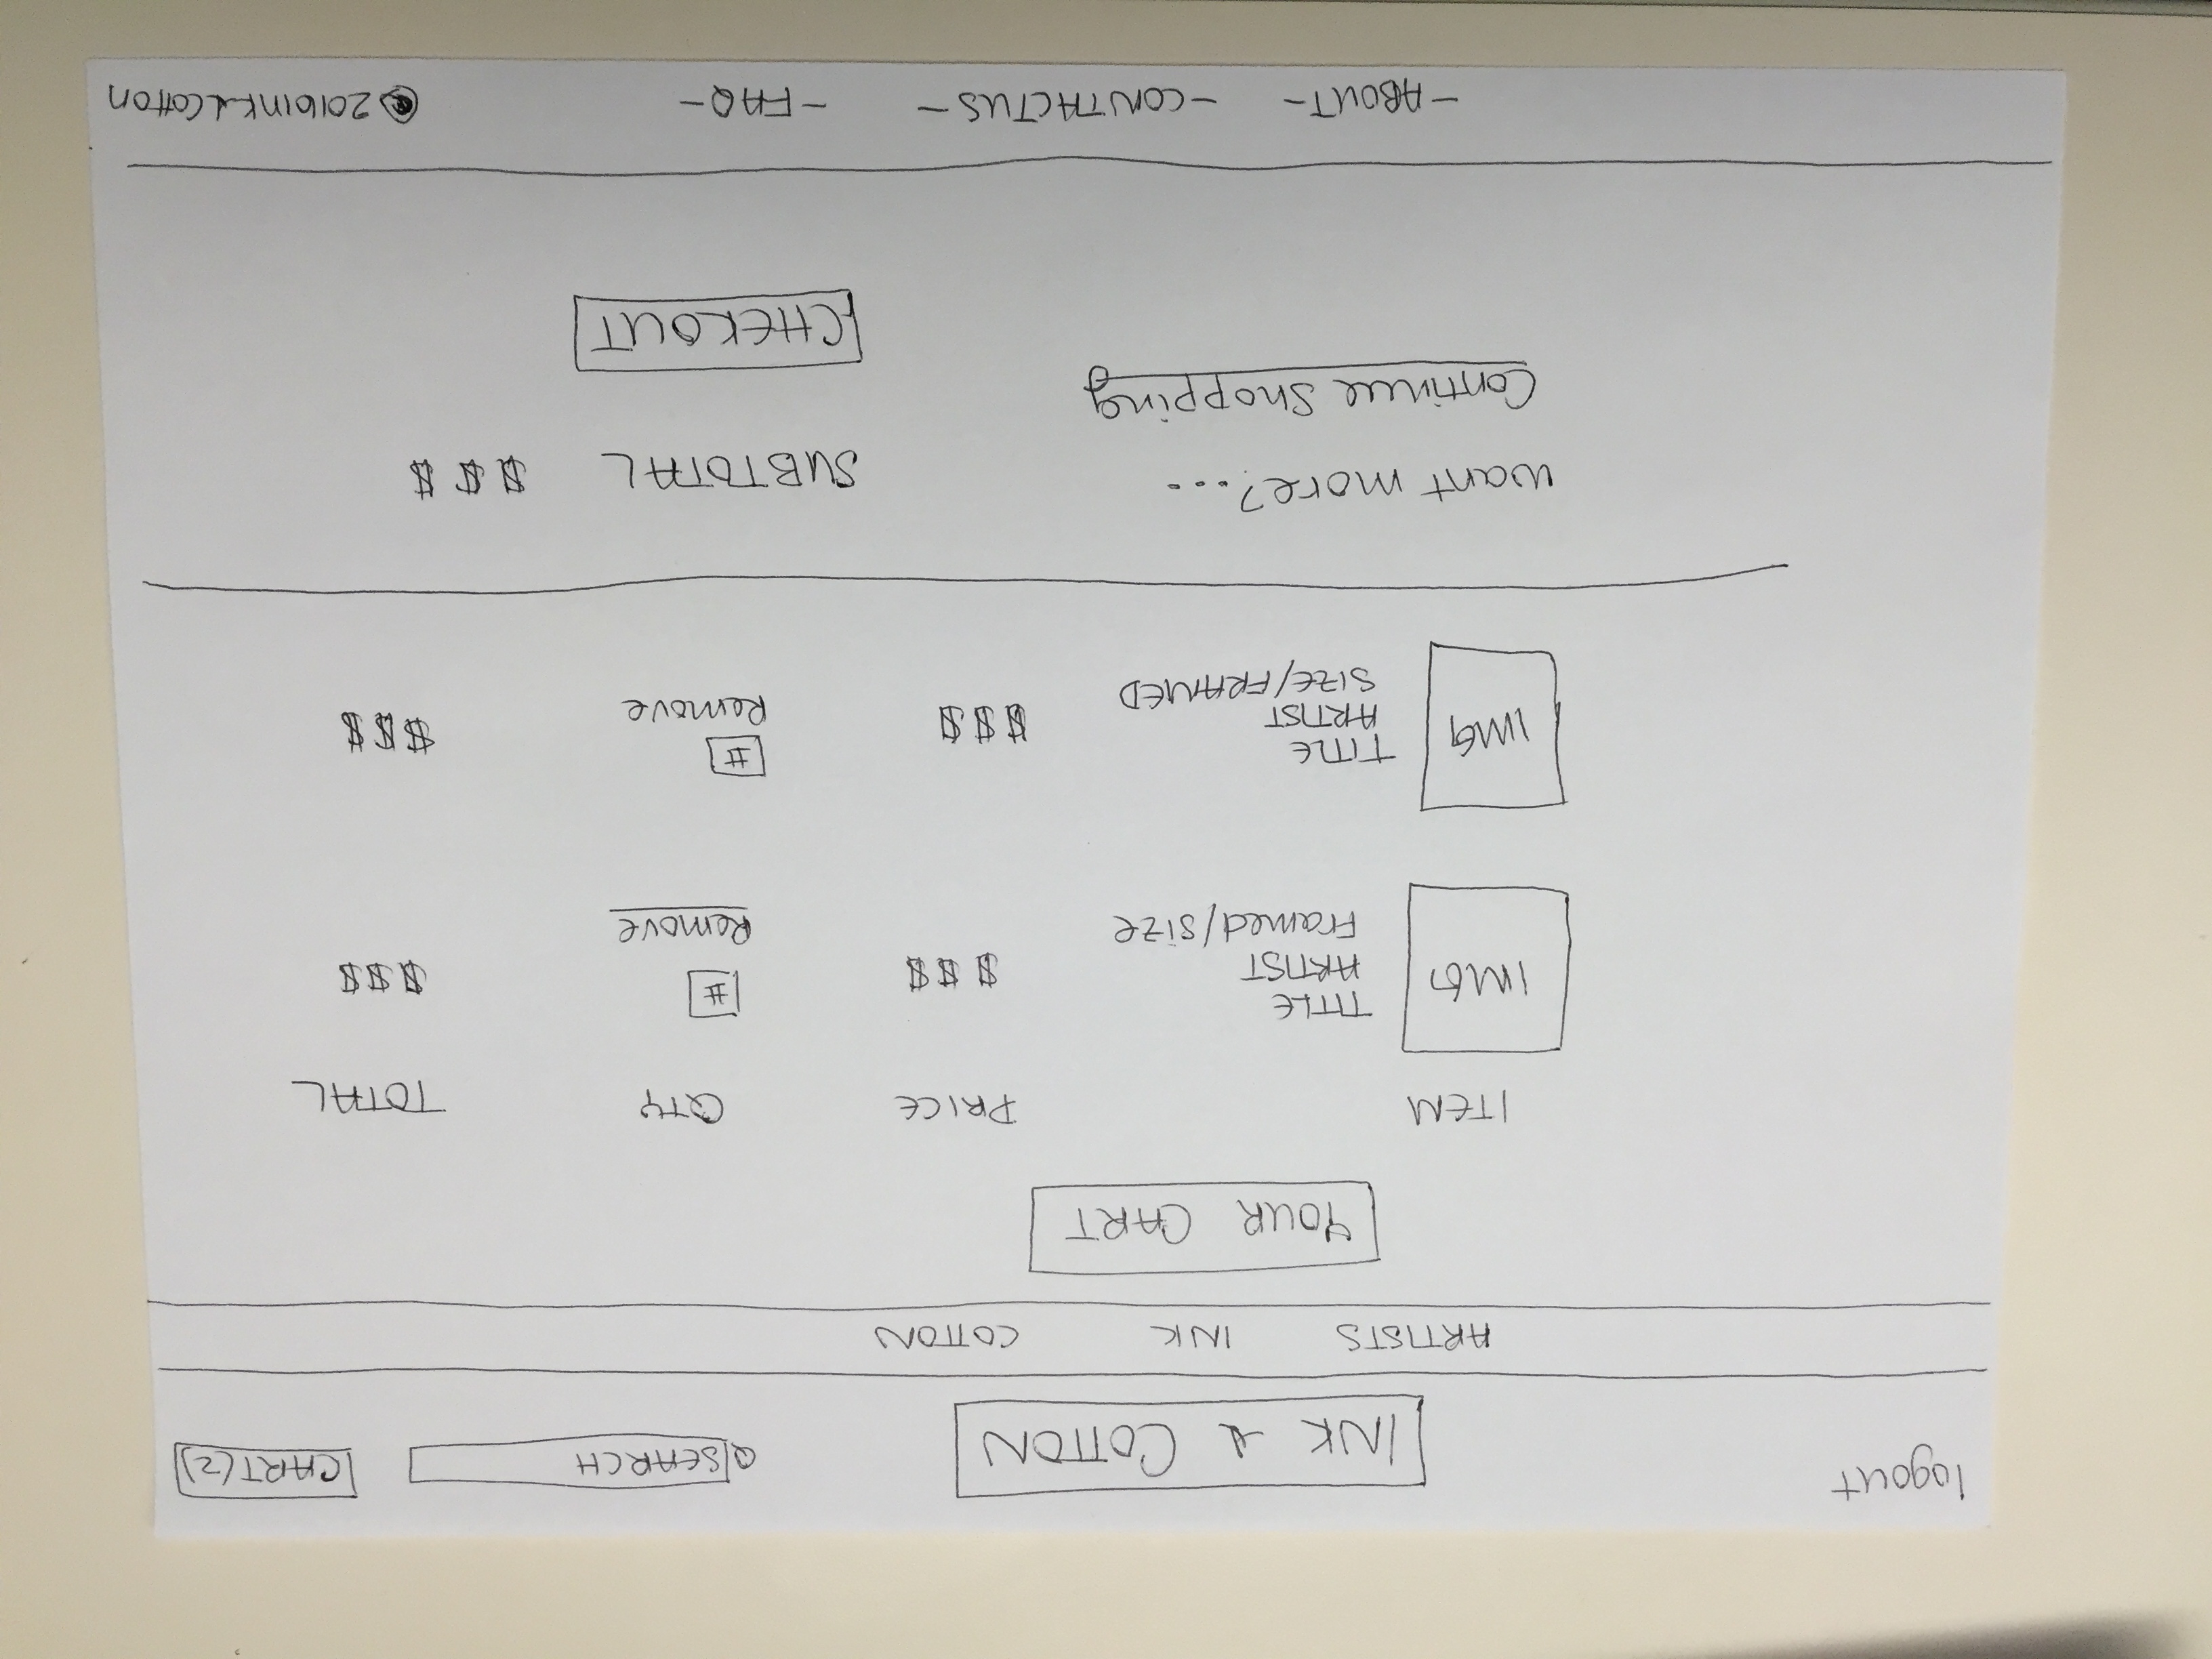 logout
INK & COTTON
Q SEARCH
CART(2)
ARTISTS INK COTTON
YOUR CART
ITEM PRICE QTY TOTAL
IMG
TITLE
ARTIST
Framed/size
$$$
#
Remove
$$$
IMG
TITLE
ARTIST
SIZE/FRAMED
$$$
#
Remove
$$$
want more?...
Continue Shopping
SUBTOTAL $$$
CHEKOUT
-ABOUT- -CONTACTUS- -FAQ- ©2016 Ink & Cotton